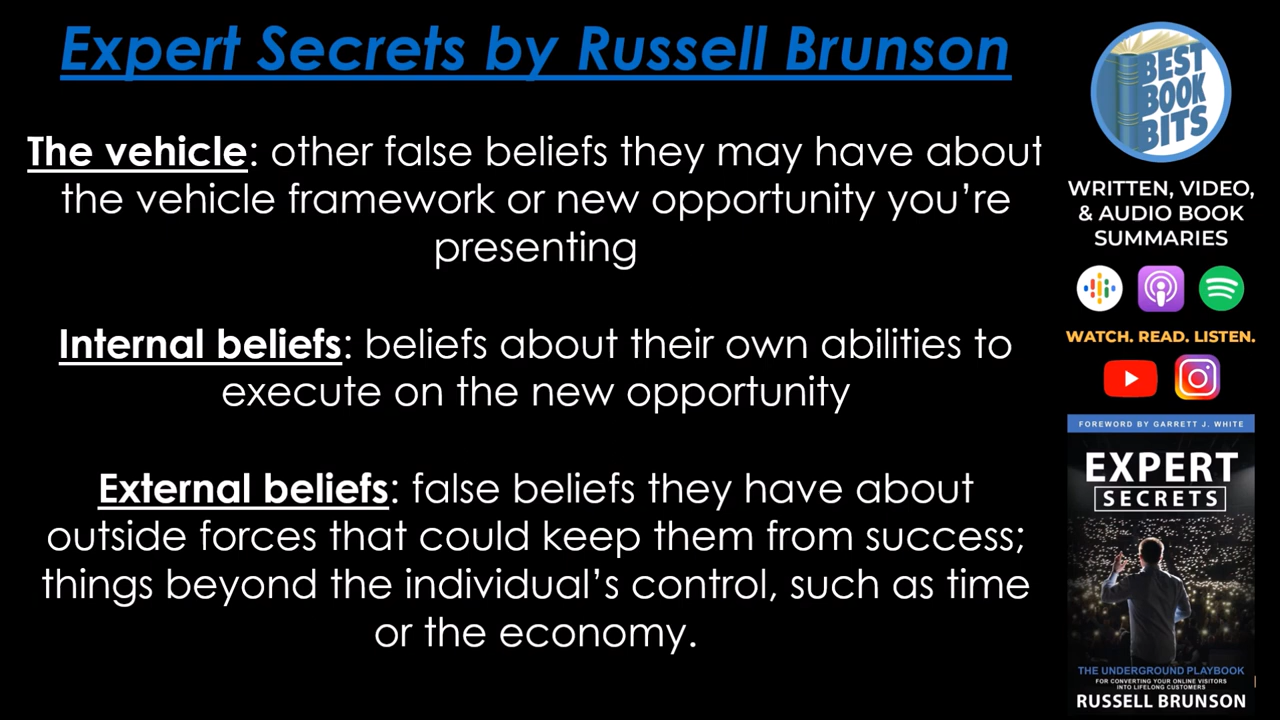 Expert Secrets by Russell Brunson
The vehicle: other false beliefs they may have about
the vehicle framework or new opportunity you’re
presenting
Internal beliefs: beliefs about their own abilities to
execute on the new opportunity
External beliefs: false beliefs they have about
outside forces that could keep them from success;
things beyond the individual’s control, such as time
or the economy.
BEST
BOOK
BITS
WRITTEN, VIDEO,
& AUDIO BOOK
SUMMARIES
WATCH. READ. LISTEN.
FOREWORD BY GARRETT J. WHITE
EXPERT
SECRETS
THE UNDERGROUND PLAYBOOK
FOR CONVERTING YOUR ONLINE VISITORS
INTO LIFELONG CUSTOMERS
RUSSELL BRUNSON